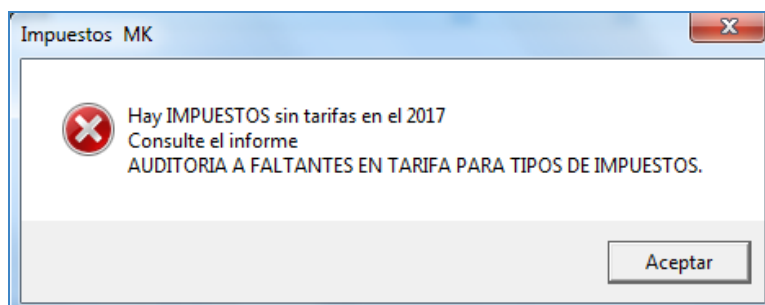 Impuestos MK
Hay IMPUESTOS sin tarifas en el 2017
Consulte el informe
AUDITORIA A FALTANTES EN TARIFA PARA TIPOS DE IMPUESTOS.
Aceptar